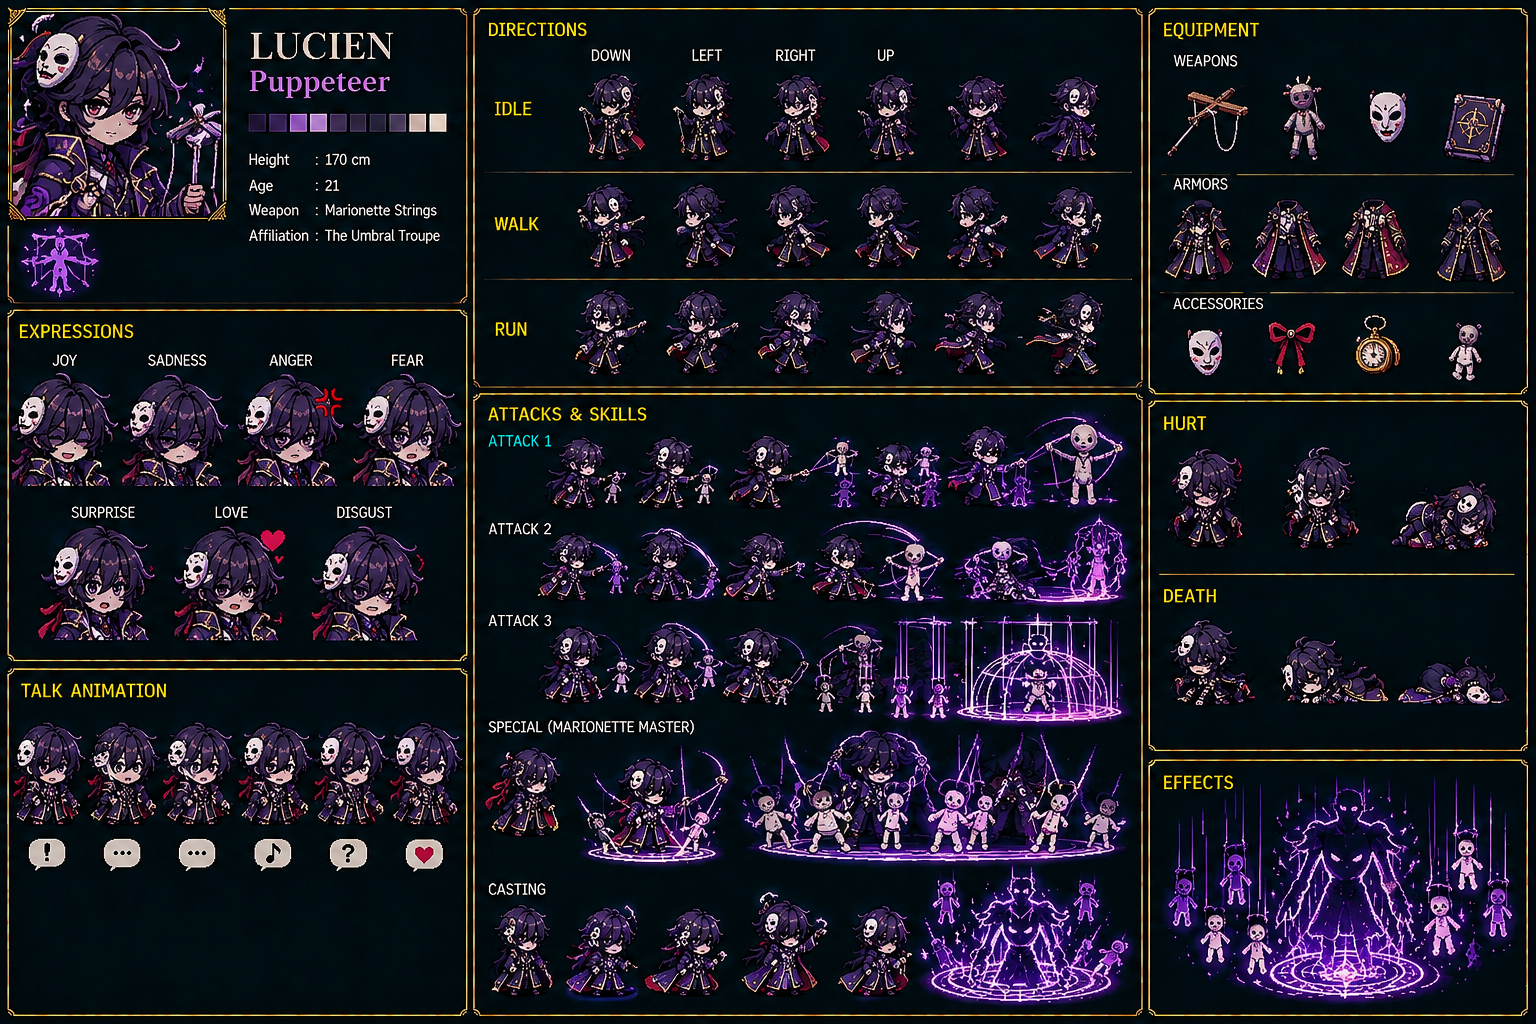 LUCIEN
Puppeteer
Height : 170 cm
Age : 21
Weapon : Marionette Strings
Affiliation : The Umbral Troupe
EXPRESSIONS
JOY SADNESS ANGER FEAR
SURPRISE LOVE DISGUST
TALK ANIMATION
! ... ... ♪ ? ♥
DIRECTIONS
DOWN LEFT RIGHT UP
IDLE
WALK
RUN
ATTACKS & SKILLS
ATTACK 1
ATTACK 2
ATTACK 3
SPECIAL (MARIONETTE MASTER)
CASTING
EQUIPMENT
WEAPONS
ARMORS
ACCESSORIES
HURT
DEATH
EFFECTS